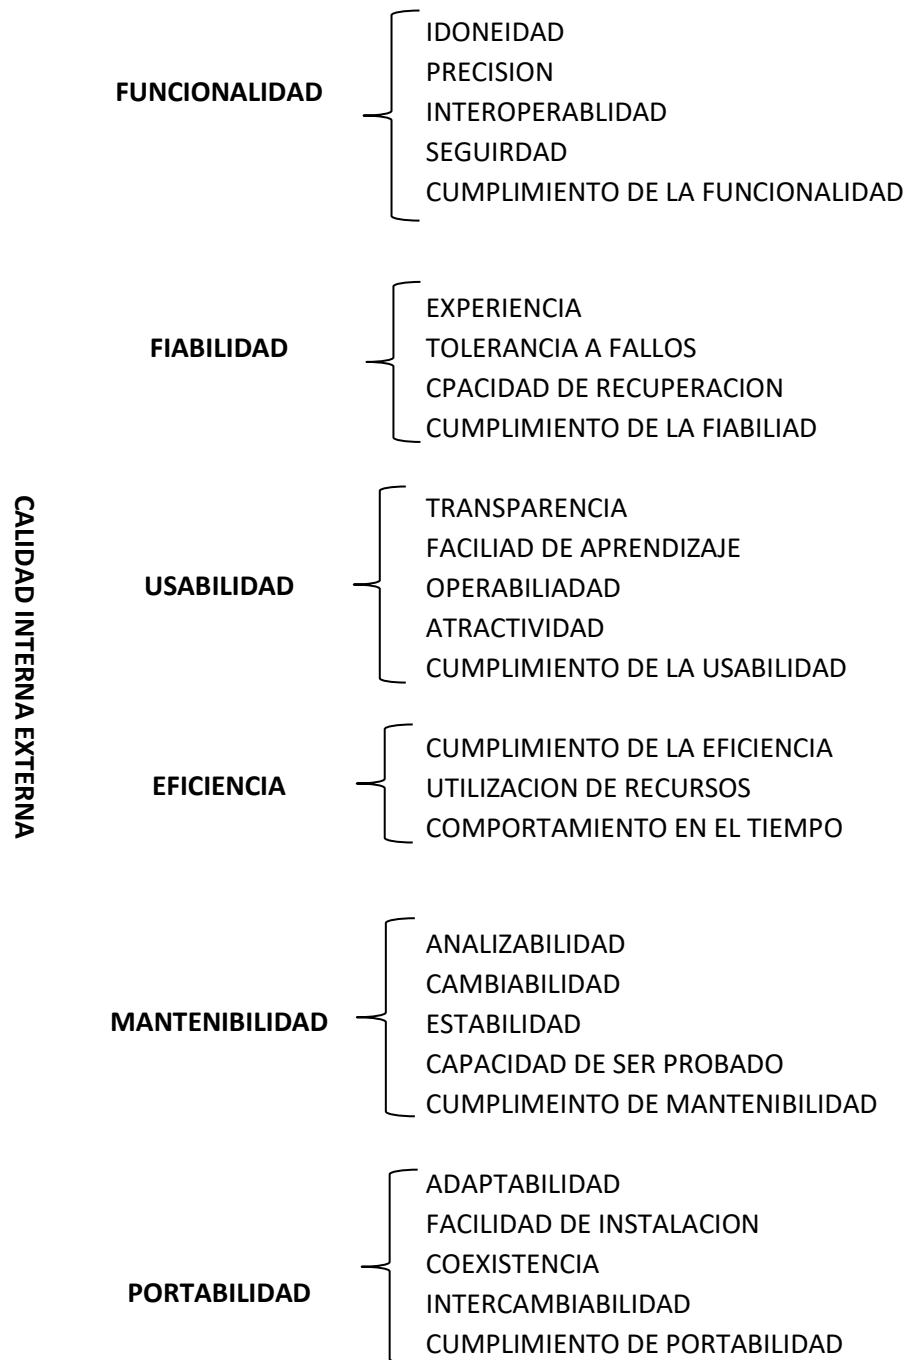 CALIDAD INTERNA EXTERNA
FUNCIONALIDAD
IDONEIDAD
PRECISION
INTEROPERABLIDAD
SEGUIRDAD
CUMPLIMIENTO DE LA FUNCIONALIDAD
FIABILIDAD
EXPERIENCIA
TOLERANCIA A FALLOS
CPACIDAD DE RECUPERACION
CUMPLIMIENTO DE LA FIABILIAD
USABILIDAD
TRANSPARENCIA
FACILIAD DE APRENDIZAJE
OPERABILIADAD
ATRACTIVIDAD
CUMPLIMIENTO DE LA USABILIDAD
EFICIENCIA
CUMPLIMIENTO DE LA EFICIENCIA
UTILIZACION DE RECURSOS
COMPORTAMIENTO EN EL TIEMPO
MANTENIBILIDAD
ANALIZABILIDAD
CAMBIABILIDAD
ESTABILIDAD
CAPACIDAD DE SER PROBADO
CUMPLIMEINTO DE MANTENIBILIDAD
PORTABILIDAD
ADAPTABILIDAD
FACILIDAD DE INSTALACION
COEXISTENCIA
INTERCAMBIABILIDAD
CUMPLIMIENTO DE PORTABILIDAD